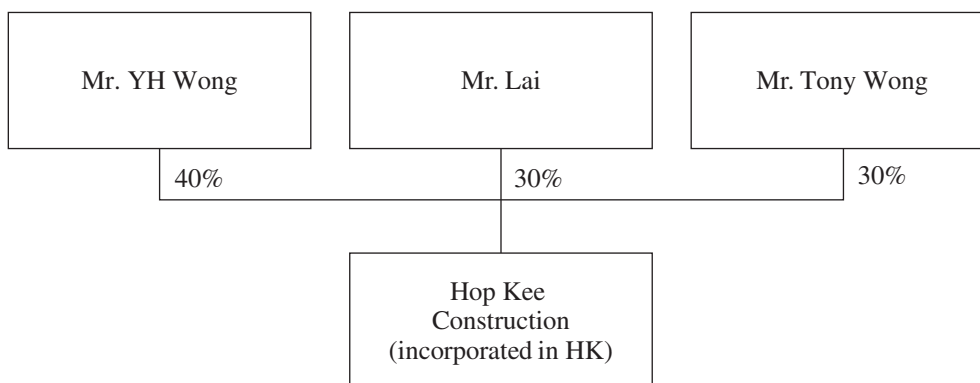 Mr. YH Wong
Mr. Lai
Mr. Tony Wong
40%
30%
30%
Hop Kee
Construction
(incorporated in HK)